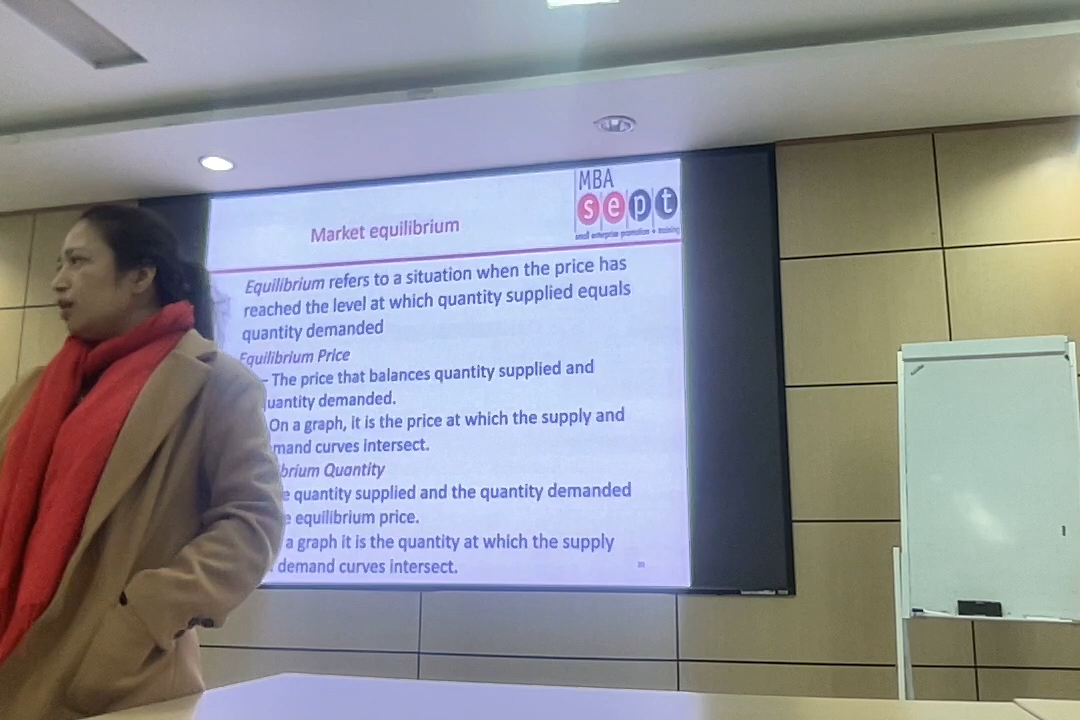 MBA
sept
small enterprise promotion + training
Market equilibrium
Equilibrium refers to a situation when the price has
reached the level at which quantity supplied equals
quantity demanded
Equilibrium Price
– The price that balances quantity supplied and
uantity demanded.
On a graph, it is the price at which the supply and
mand curves intersect.
ibrium Quantity
e quantity supplied and the quantity demanded
e equilibrium price.
a graph it is the quantity at which the supply
demand curves intersect.